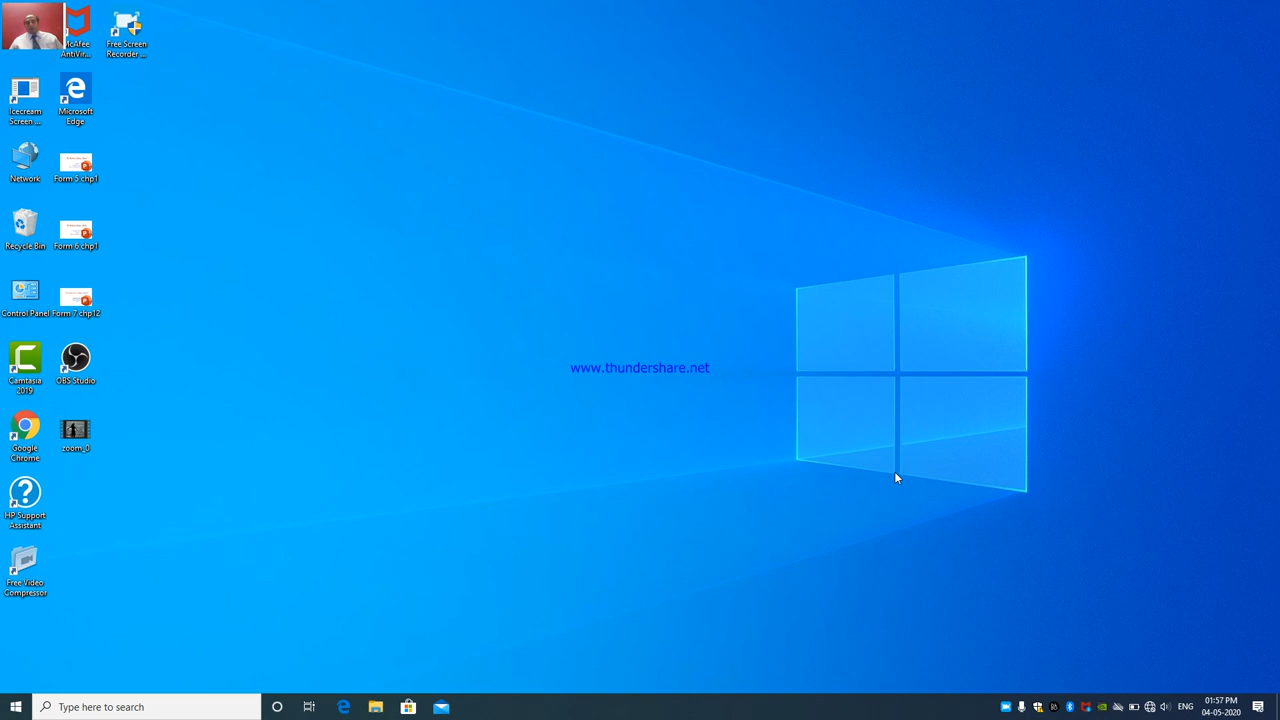 McAfee
AntiVir...
Free Screen
Recorder ...
Icecream
Screen ...
Microsoft
Edge
Network
Form 5 chp1
Recycle Bin
Form 6 chp1
Control Panel
Form 7 chp12
Camtasia
2019
OBS Studio
Google
Chrome
zoom_0
HP Support
Assistant
Free Video
Compressor
www.thundershare.net
Type here to search
ENG
01:57 PM
04-05-2020